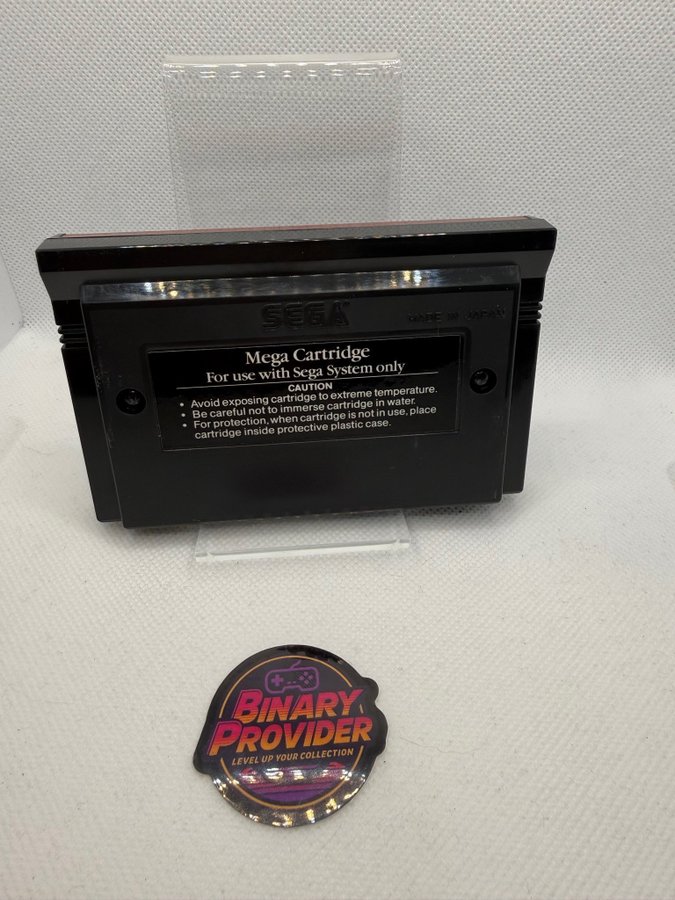 SEGA
MADE IN JAPAN
Mega Cartridge
For use with Sega System only
CAUTION
• Avoid exposing cartridge to extreme temperature.
• Be careful not to immerse cartridge in water.
• For protection, when cartridge is not in use, place
cartridge inside protective plastic case.
BINARY
PROVIDER
LEVEL UP YOUR COLLECTION